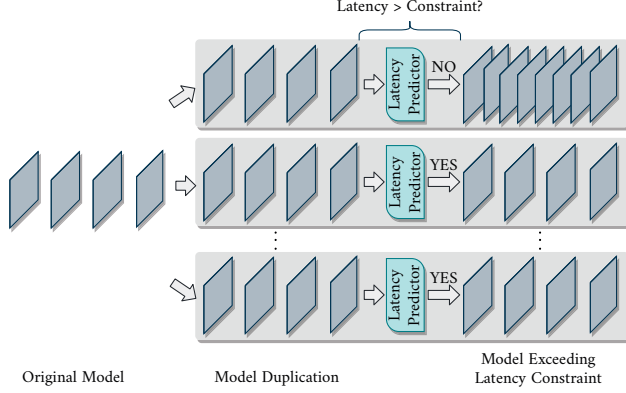 Latency > Constraint?
Latency
Predictor
NO
Latency
Predictor
YES
Latency
Predictor
YES
Original Model
Model Duplication
Model Exceeding
Latency Constraint